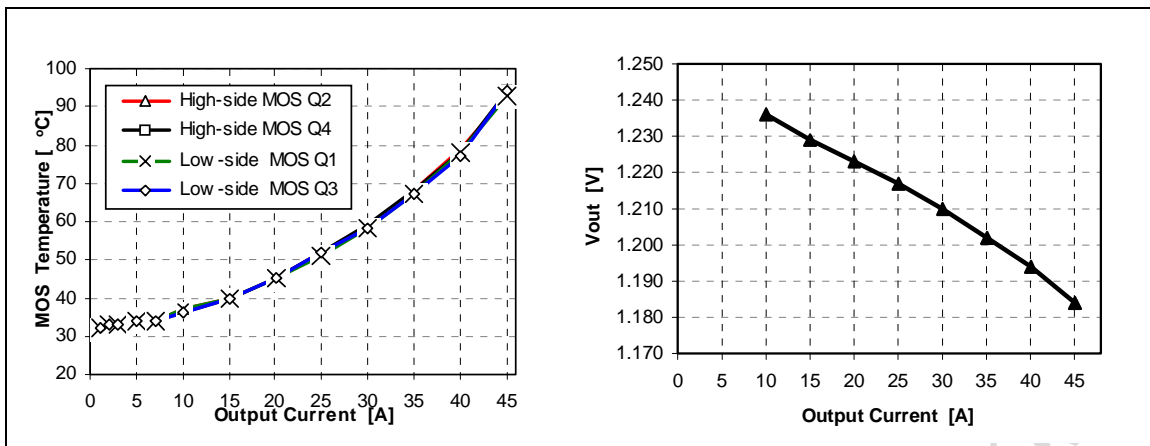 100
90
80
70
60
50
40
30
20
MOS Temperature [ °C]
High-side MOS Q2
High-side MOS Q4
Low -side MOS Q1
Low -side MOS Q3
0 5 10 15 20 25 30 35 40 45
Output Current [A]
1.250
1.240
1.230
1.220
1.210
1.200
1.190
1.180
1.170
Vout [V]
0 5 10 15 20 25 30 35 40 45
Output Current [A]